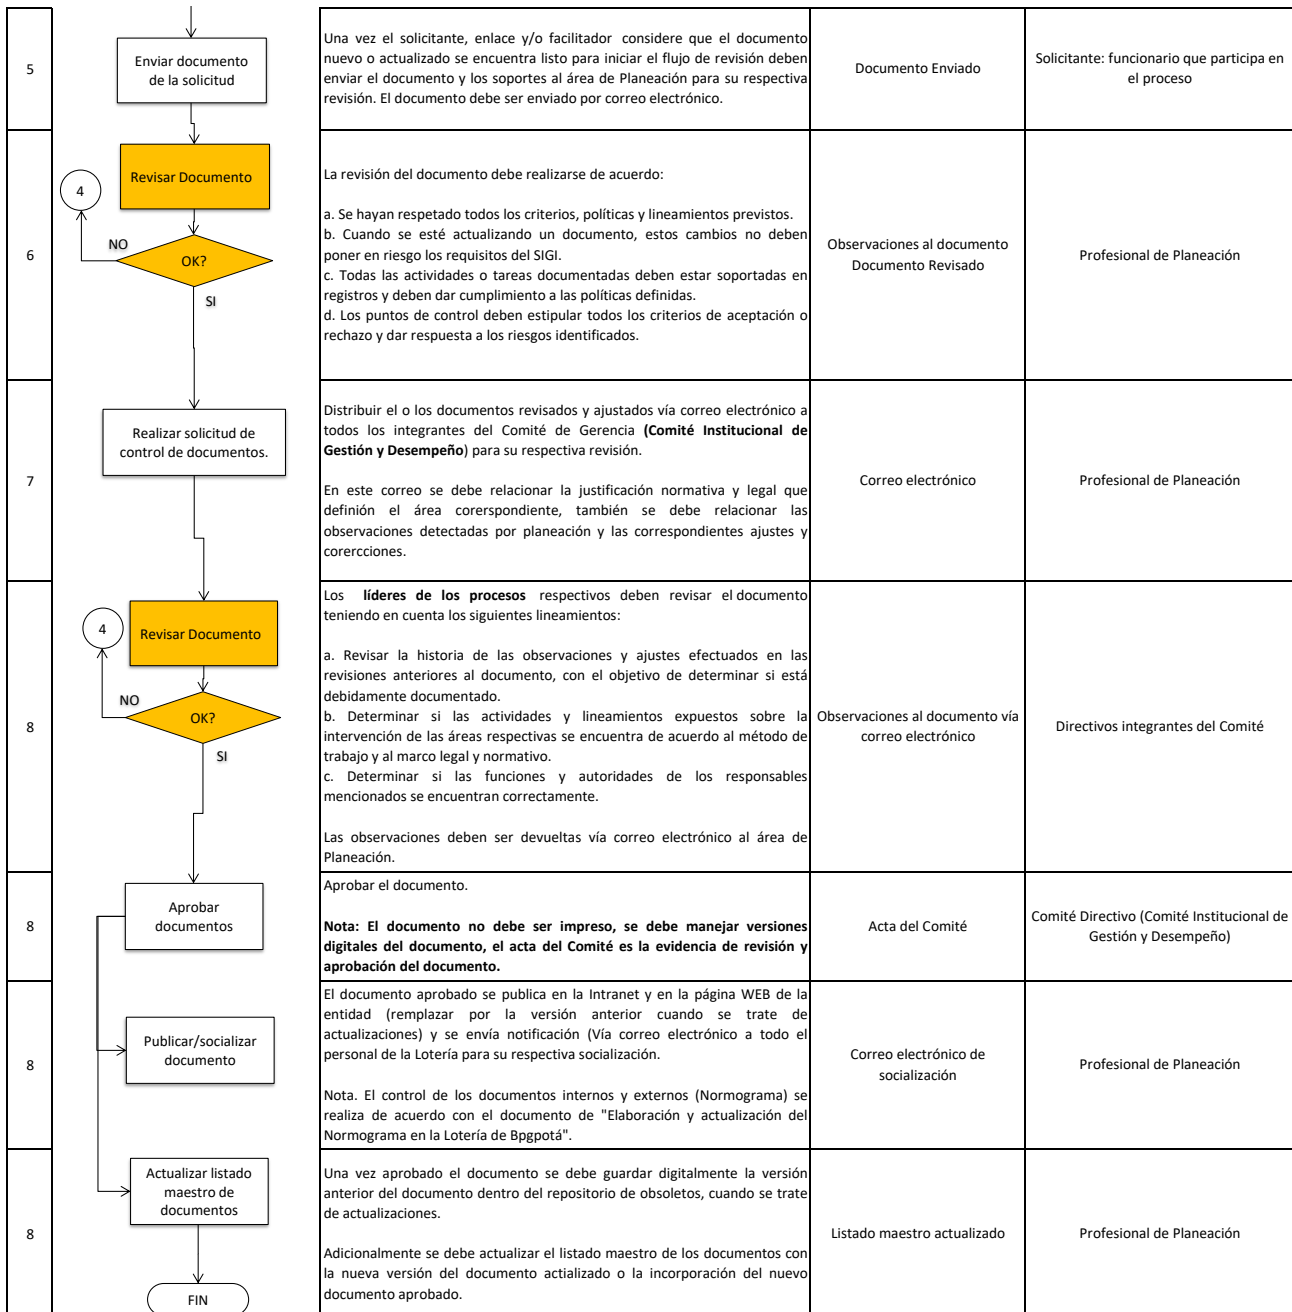 5
Enviar documento
de la solicitud
Una vez el solicitante, enlace y/o facilitador considere que el documento
nuevo o actualizado se encuentra listo para iniciar el flujo de revisión deben
enviar el documento y los soportes al área de Planeación para su respectiva
revisión. El documento debe ser enviado por correo electrónico.
Documento Enviado
Solicitante: funcionario que participa en
el proceso
6
Revisar Documento
4
NO
OK?
SI
La revisión del documento debe realizarse de acuerdo:
a. Se hayan respetado todos los criterios, políticas y lineamientos previstos.
b. Cuando se esté actualizando un documento, estos cambios no deben
poner en riesgo los requisitos del SIGI.
c. Todas las actividades o tareas documentadas deben estar soportadas en
registros y deben dar cumplimiento a las políticas definidas.
d. Los puntos de control deben estipular todos los criterios de aceptación o
rechazo y dar respuesta a los riesgos identificados.
Observaciones al documento
Documento Revisado
Profesional de Planeación
7
Realizar solicitud de
control de documentos.
Distribuir el o los documentos revisados y ajustados vía correo electrónico a
todos los integrantes del Comité de Gerencia (Comité Institucional de
Gestión y Desempeño) para su respectiva revisión.
En este correo se debe relacionar la justificación normativa y legal que
definión el área corerspondiente, también se debe relacionar las
observaciones detectadas por planeación y las correspondientes ajustes y
corercciones.
Correo electrónico
Profesional de Planeación
8
4
Revisar Documento
NO
OK?
SI
Los líderes de los procesos respectivos deben revisar el documento
teniendo en cuenta los siguientes lineamientos:
a. Revisar la historia de las observaciones y ajustes efectuados en las
revisiones anteriores al documento, con el objetivo de determinar si está
debidamente documentado.
b. Determinar si las actividades y lineamientos expuestos sobre la
intervención de las áreas respectivas se encuentra de acuerdo al método de
trabajo y al marco legal y normativo.
c. Determinar si las funciones y autoridades de los responsables
mencionados se encuentran correctamente.
Las observaciones deben ser devueltas vía correo electrónico al área de
Planeación.
Observaciones al documento vía
correo electrónico
Directivos integrantes del Comité
8
Aprobar
documentos
Aprobar el documento.
Nota: El documento no debe ser impreso, se debe manejar versiones
digitales del documento, el acta del Comité es la evidencia de revisión y
aprobación del documento.
Acta del Comité
Comité Directivo (Comité Institucional de
Gestión y Desempeño)
8
Publicar/socializar
documento
El documento aprobado se publica en la Intranet y en la página WEB de la
entidad (remplazar por la versión anterior cuando se trate de
actualizaciones) y se envía notificación (Vía correo electrónico a todo el
personal de la Lotería para su respectiva socialización.
Nota. El control de los documentos internos y externos (Normograma) se
realiza de acuerdo con el documento de "Elaboración y actualización del
Normograma en la Lotería de Bpgpotá".
Correo electrónico de
socialización
Profesional de Planeación
8
Actualizar listado
maestro de
documentos
FIN
Una vez aprobado el documento se debe guardar digitalmente la versión
anterior del documento dentro del repositorio de obsoletos, cuando se trate
de actualizaciones.
Adicionalmente se debe actualizar el listado maestro de los documentos con
la nueva versión del documento actializado o la incorporación del nuevo
documento aprobado.
Listado maestro actualizado
Profesional de Planeación